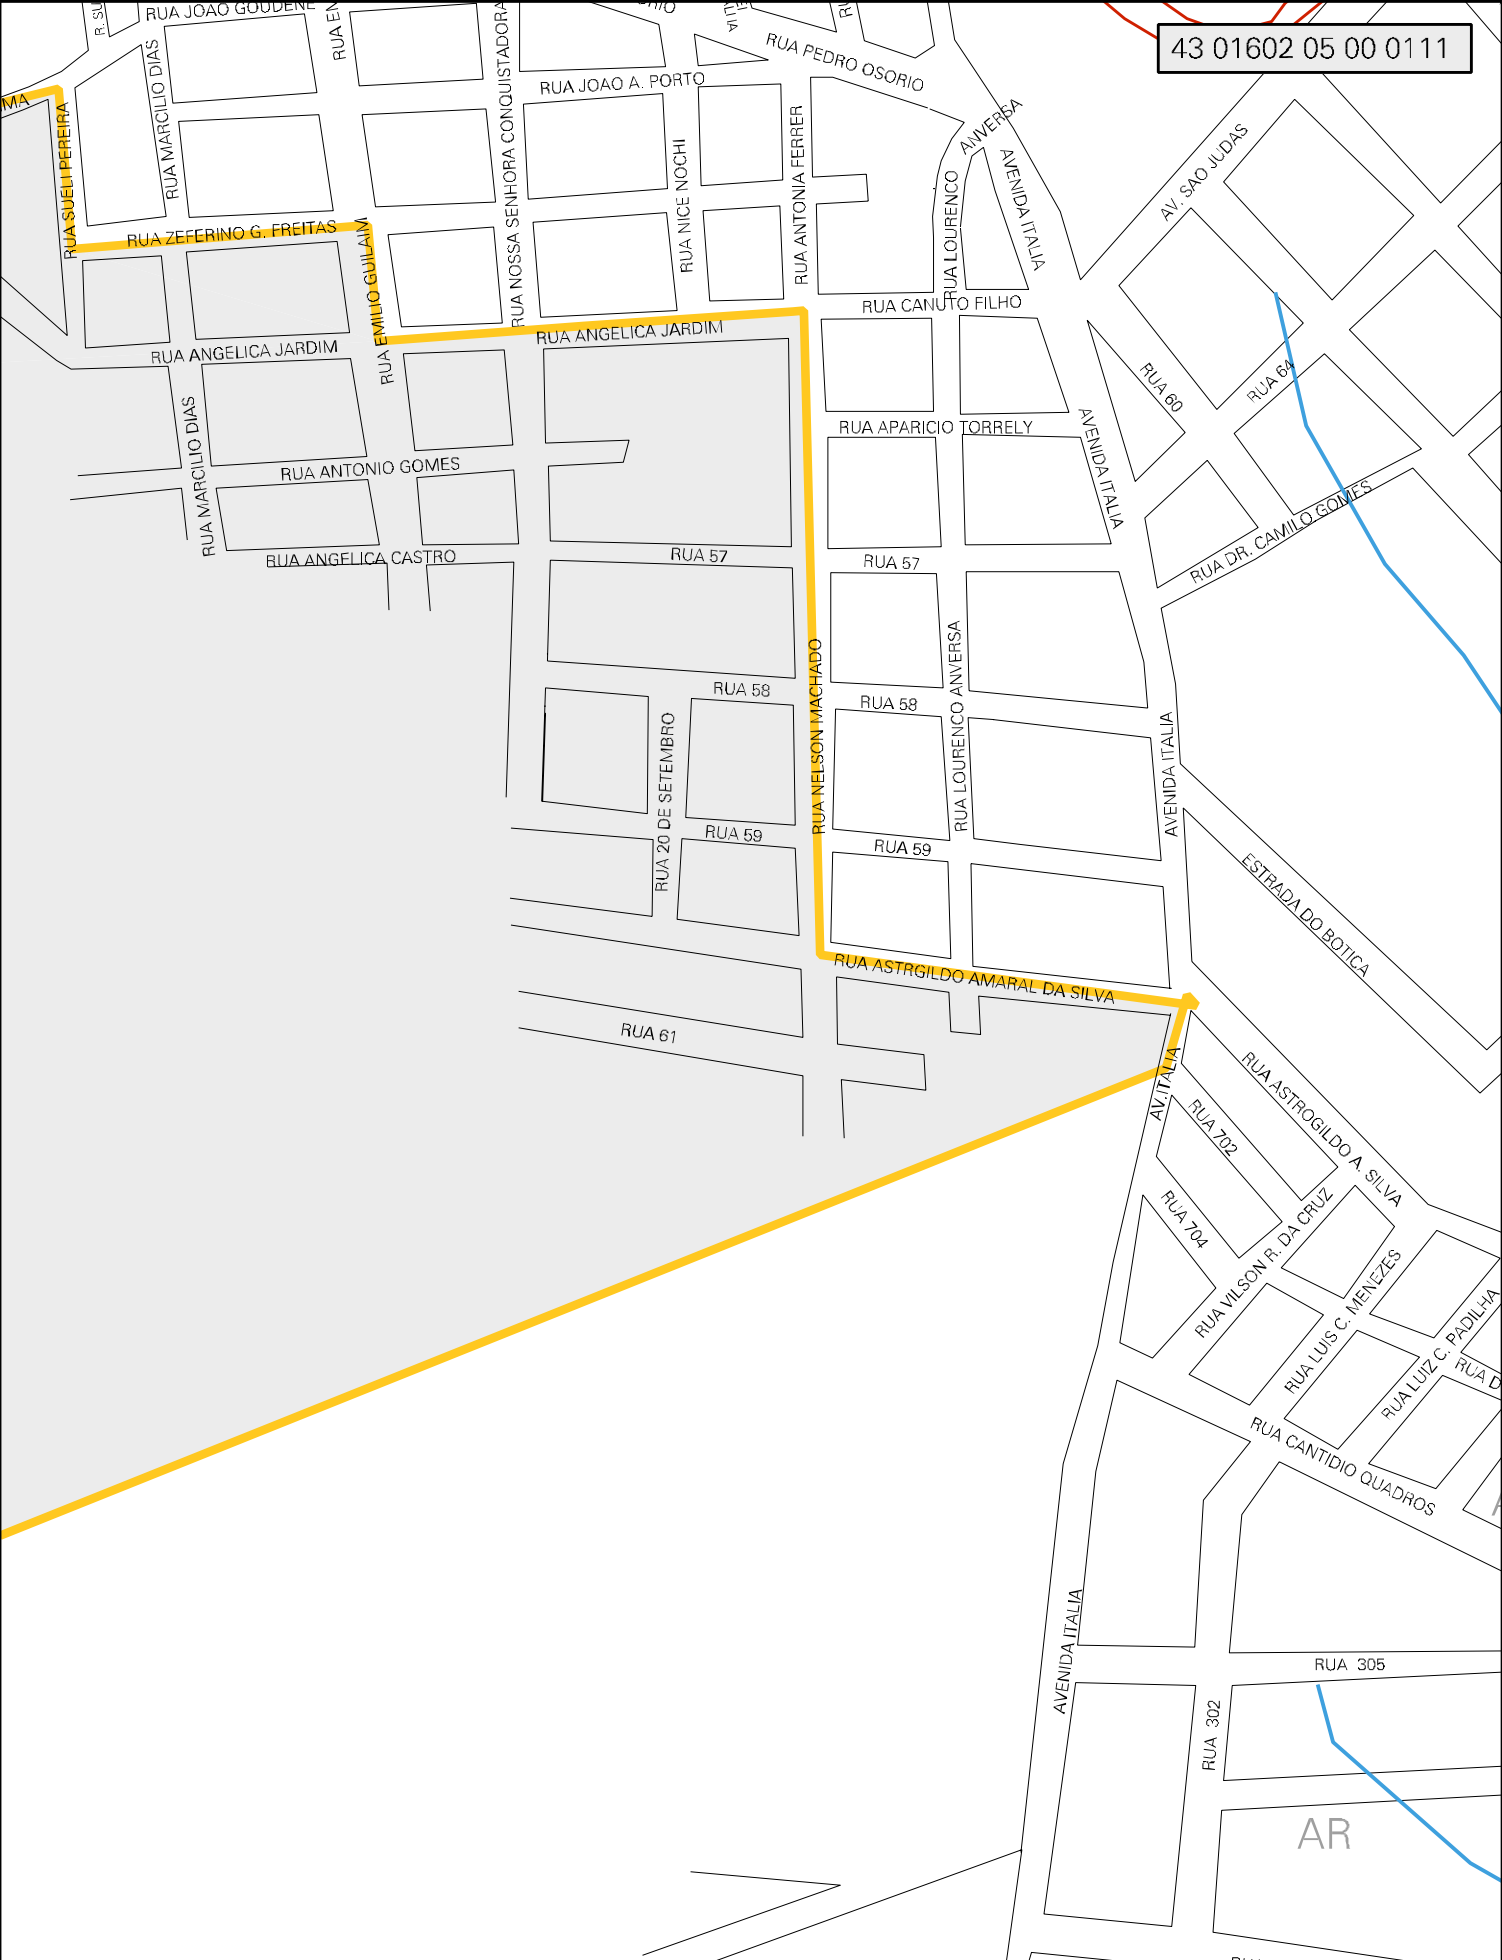 RUA JOAO GOUDENE
R. SU
43 01602 05 00 0111
RUA PEDRO OSORIO
RUA JOAO A. PORTO
RUA MARCILIO DIAS
RUA NOSSA SENHORA CONQUISTADORA
RUA SUELI PEREIRA
RUA NICE NOCHI
RUA ANTONIA FERRER
ANVERSA
RUA LOURENCO
AVENIDA ITALIA
AV. SAO JUDAS
RUA ZEFERINO G. FREITAS
RUA EMILIO GUILAIM
RUA CANUTO FILHO
RUA ANGELICA JARDIM
RUA ANGELICA JARDIM
RUA 60
RUA 64
RUA APARICIO TORRELY
AVENIDA ITALIA
RUA MARCILIO DIAS
RUA ANTONIO GOMES
RUA DR. CAMILO GOMES
RUA ANGELICA CASTRO
RUA 57
RUA 57
RUA NELSON MACHADO
RUA LOURENCO ANVERSA
RUA 58
RUA 58
RUA 20 DE SETEMBRO
AVENIDA ITALIA
RUA 59
RUA 59
ESTRADA DO BOTICA
RUA ASTRGILDO AMARAL DA SILVA
RUA 61
AV.ITALIA
RUA ASTROGILDO A. SILVA
RUA 702
RUA 704
RUA VILSON R. DA CRUZ
RUA LUIS C. MENEZES
RUA LUIZ C. PADILHA
RUA D
RUA CANTIDIO QUADROS
AVENIDA ITALIA
RUA 305
RUA 302
AR